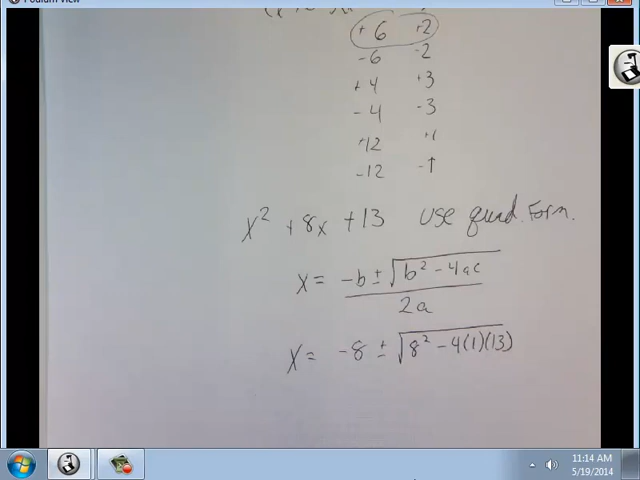 Podium View
+6 +2
-6 -2
+4 +3
-4 -3
+12 +1
-12 -1
x² + 8x + 13 use quad. Form.
x = -b ± √b² - 4ac
2a
x = -8 ± √8² - 4(1)(13)
11:14 AM
5/19/2014